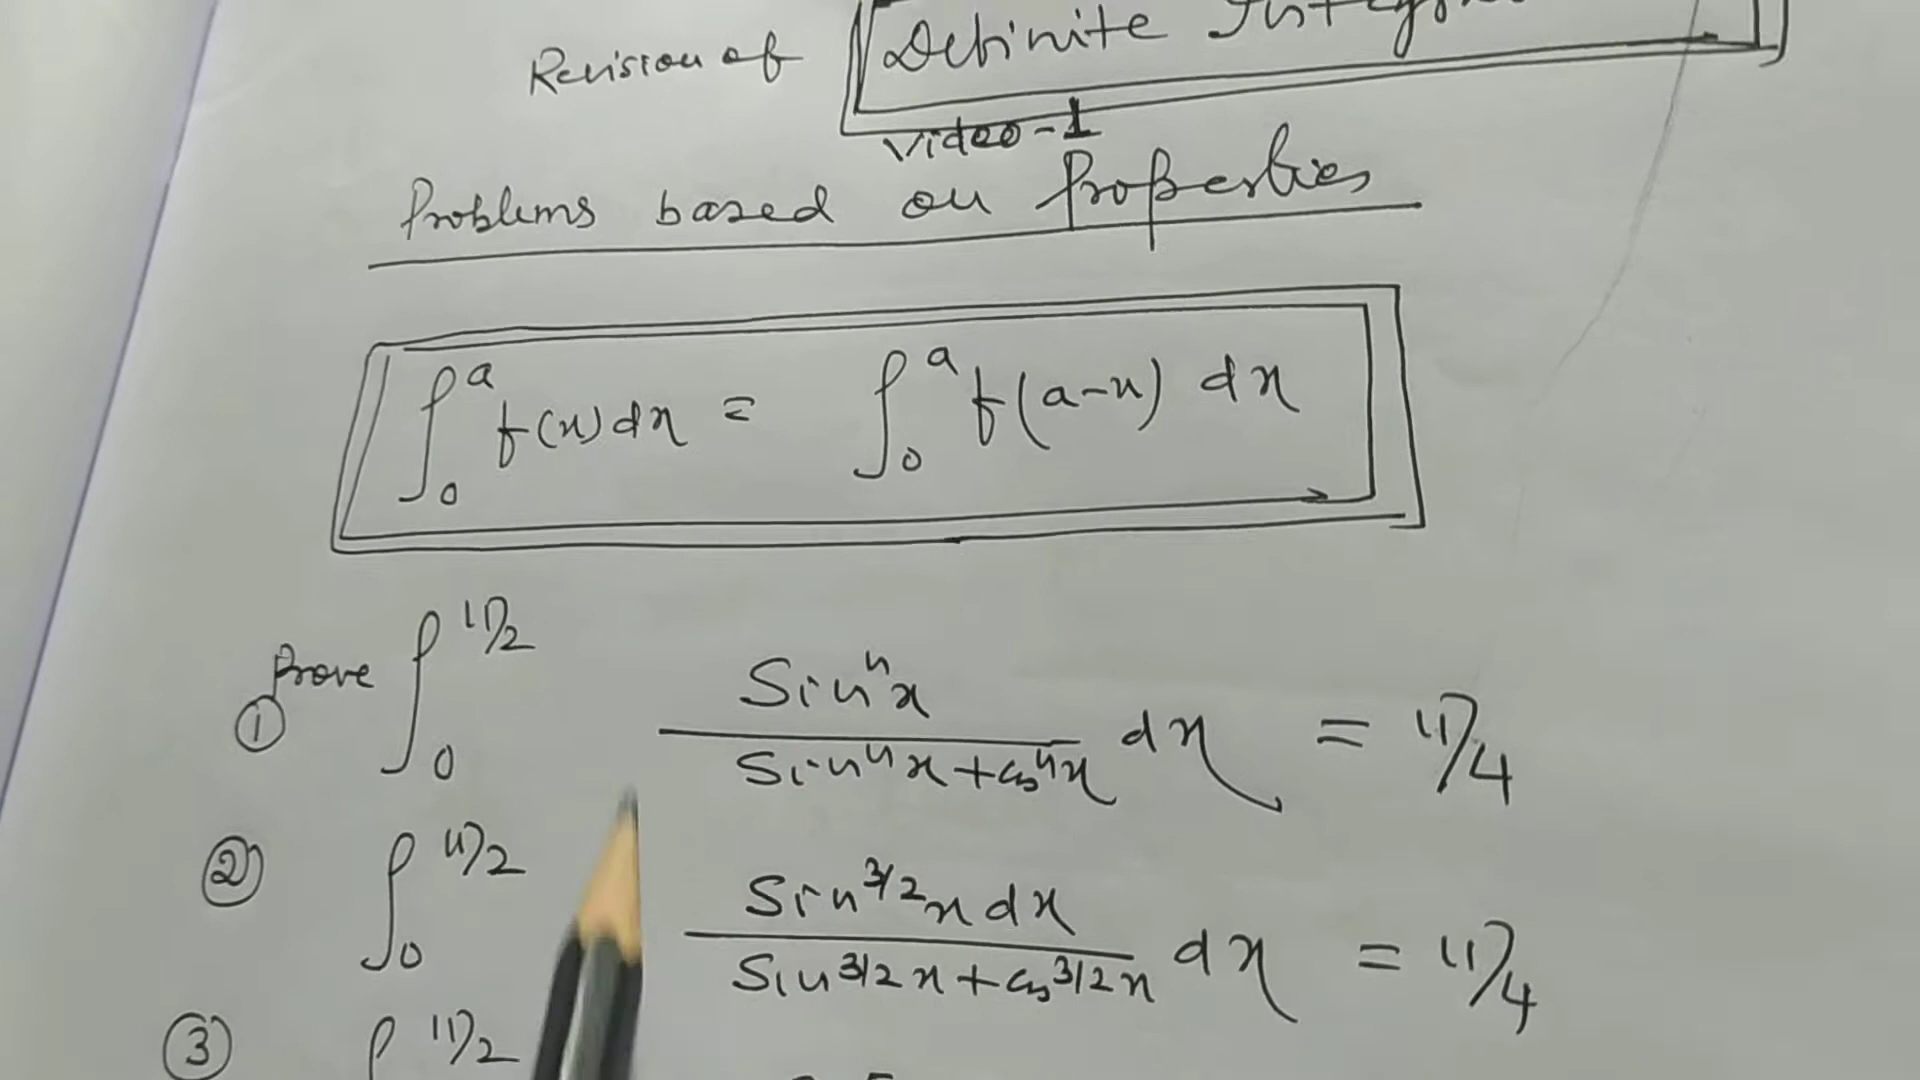 Revision of Definite
Video-1
Problems based on Properties
∫₀ᵃ f(x)dx = ∫₀ᵃ f(a-x) dx
Prove
① ∫₀^π/2 Sinⁿx / Sinⁿx + Cosⁿx dx = π/4
② ∫₀^π/2 Sin^3/2 x dx / Sin^3/2 x + Cos^3/2 x dx = π/4
③ ∫ π/2